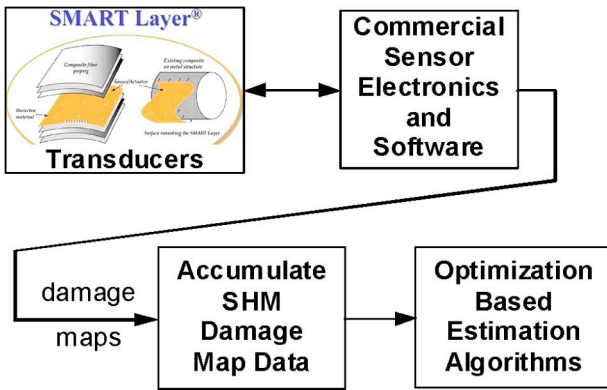 SMART Layer®
Composite fiber
prepreg
Sensor/Actuator
Dielectric
material
Existing composite
or metal structure
Surface mounting the SMART Layer
Transducers
Commercial
Sensor
Electronics
and
Software
damage
maps
Accumulate
SHM
Damage
Map Data
Optimization
Based
Estimation
Algorithms